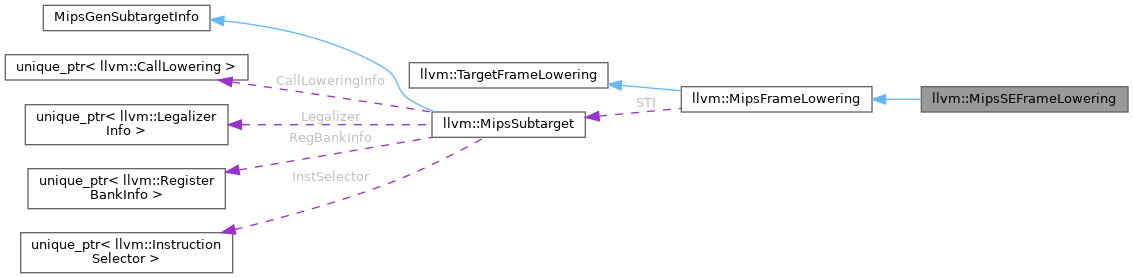 MipsGenSubtargetInfo
unique_ptr< llvm::CallLowering >
CallLoweringInfo
llvm::TargetFrameLowering
STI
llvm::MipsFrameLowering
llvm::MipsSEFrameLowering
unique_ptr< llvm::Legalizer
Info >
Legalizer
RegBankInfo
llvm::MipsSubtarget
unique_ptr< llvm::Register
BankInfo >
InstSelector
unique_ptr< llvm::Instruction
Selector >